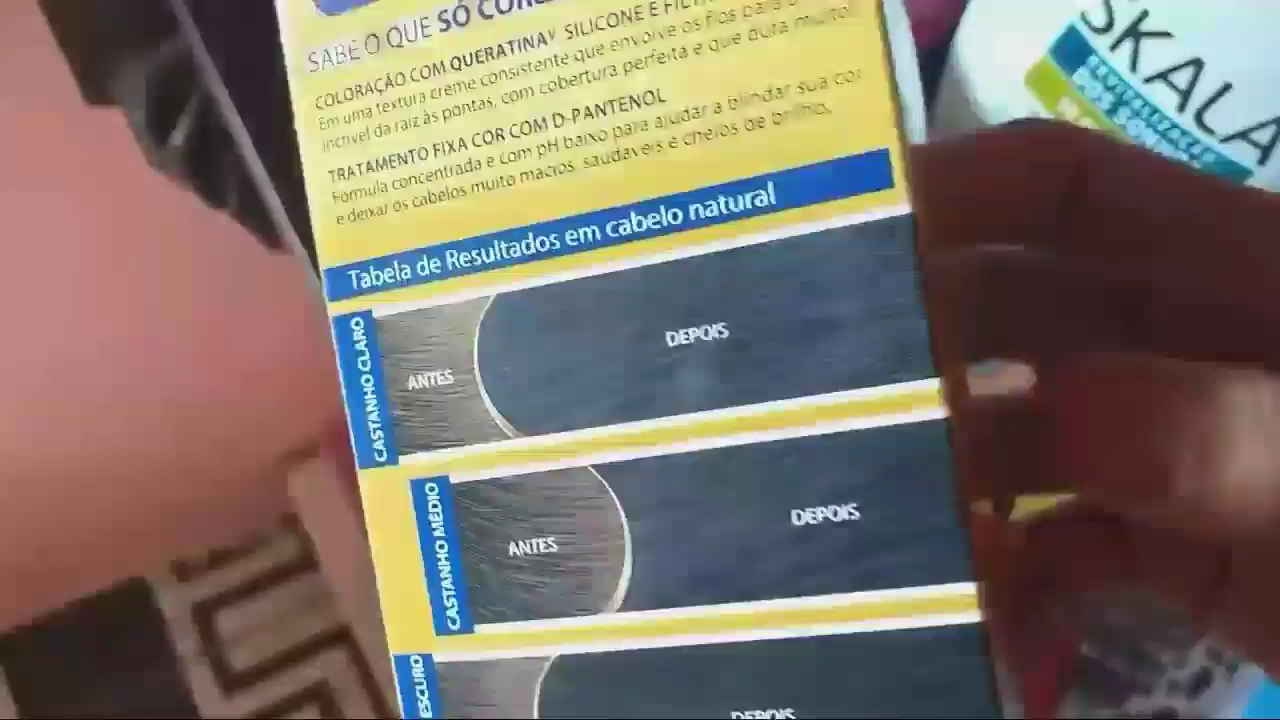 SABE O QUE SÓ
COLORAÇÃO COM QUERATINA, SILICONE E
Em uma textura creme consistente que envolve os fios para
incrível da raiz às pontas, com cobertura perfeita e que dura muito
TRATAMENTO FIXA COR COM D-PANTENOL
Fórmula concentrada e com pH baixo para ajudar a blindar sua cor
e deixar os cabelos muito macios, saudáveis e cheios de brilho.
Tabela de Resultados em cabelo natural
CASTANHO CLARO
ANTES
DEPOIS
CASTANHO MÉDIO
ANTES
DEPOIS
ESCURO
DEPOIS
SKALA